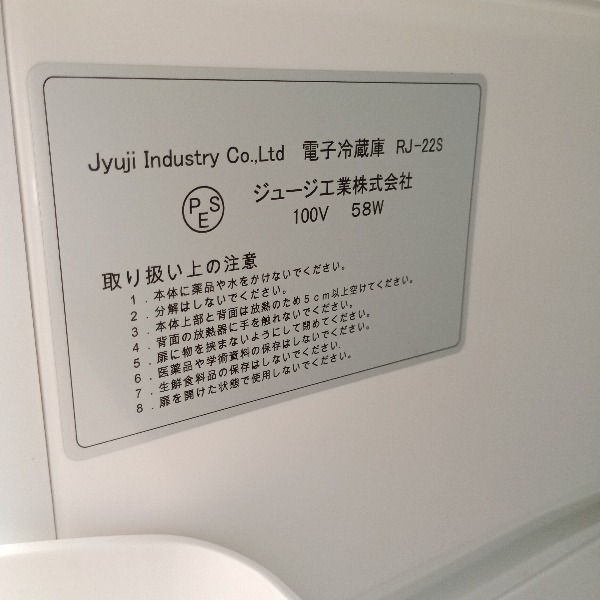 Jyuji Industry Co.,Ltd 電子冷蔵庫 RJ-22S
PSE ジュージ工業株式会社
100V 58W
取り扱い上の注意
1．本体に薬品や水をかけないでください。
2．分解はしないでください。
3．本体上部と背面は放熱のため5cm以上空けてください。
4．背面の放熱器に手を触れないでください。
5．扉に物を挟まないようにして閉めてください。
6．医薬品や学術資料の保存はしないでください。
7．生鮮食料品の保存はしないでください.
8．扉を開けた状態で使用しないでください。